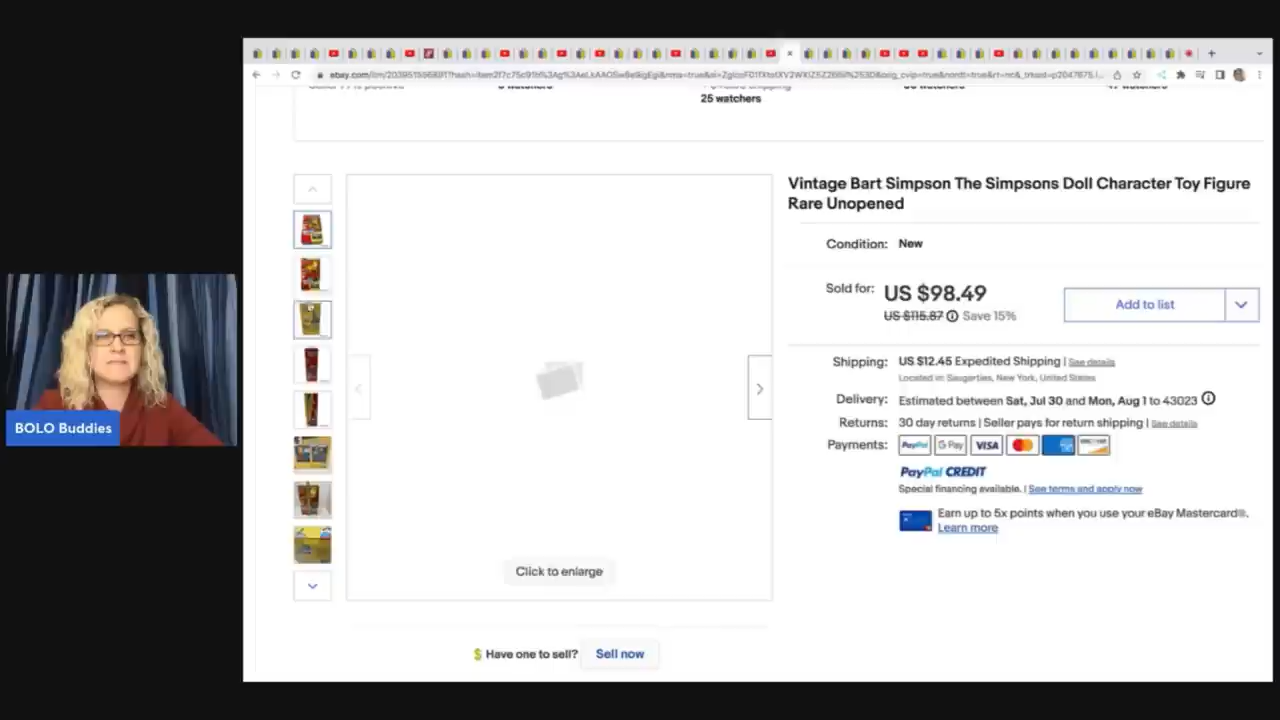 25 watchers
Vintage Bart Simpson The Simpsons Doll Character Toy Figure
Rare Unopened
Condition: New
Sold for: US $98.49
US $115.87 Save 15%
Add to list
Shipping: US $12.45 Expedited Shipping | See details
Located in: Saugerties, New York, United States
Delivery: Estimated between Sat, Jul 30 and Mon, Aug 1 to 43023
Returns: 30 day returns | Seller pays for return shipping | See details
Payments: PayPal G Pay VISA
PayPal CREDIT
Special financing available. | See terms and apply now
Earn up to 5x points when you use your eBay Mastercard®.
Learn more
Click to enlarge
$ Have one to sell? Sell now
BOLO Buddies